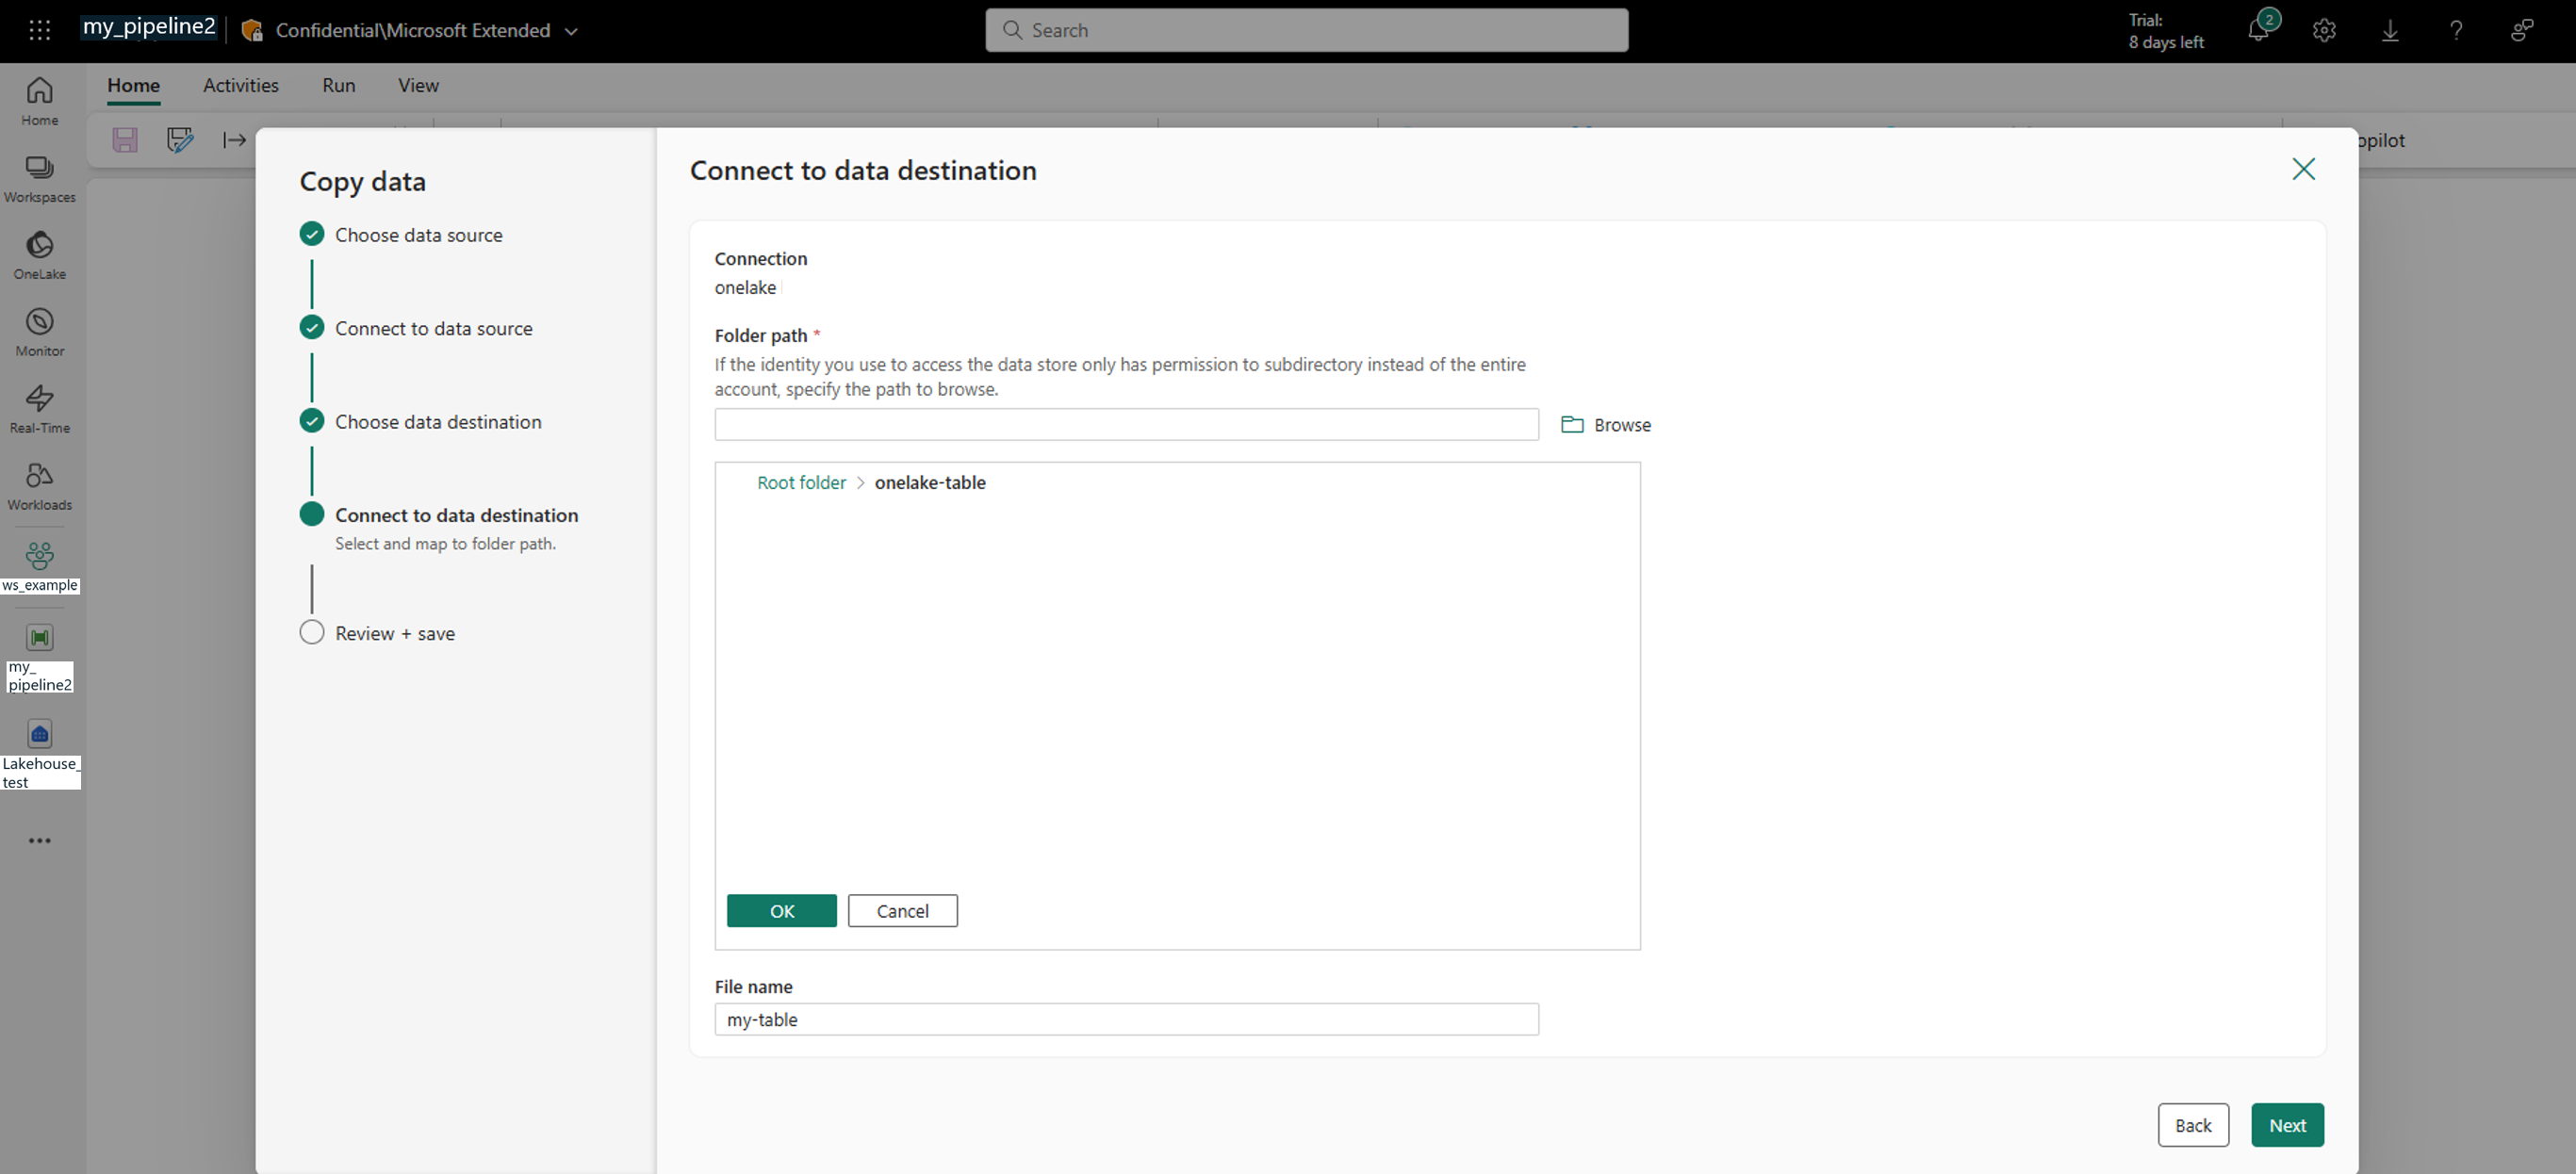 my_pipeline2
Confidential\Microsoft Extended
Search
Trial:
8 days left
2
Home
Activities
Run
View
Home
Workspaces
OneLake
Monitor
Real-Time
Workloads
ws_example
my_
pipeline2
Lakehouse_
test
opilot
Copy data
Choose data source
Connect to data source
Choose data destination
Connect to data destination
Select and map to folder path.
Review + save
Connect to data destination
Connection
onelake
Folder path *
If the identity you use to access the data store only has permission to subdirectory instead of the entire
account, specify the path to browse.
Browse
Root folder > onelake-table
OK
Cancel
File name
my-table
Back
Next